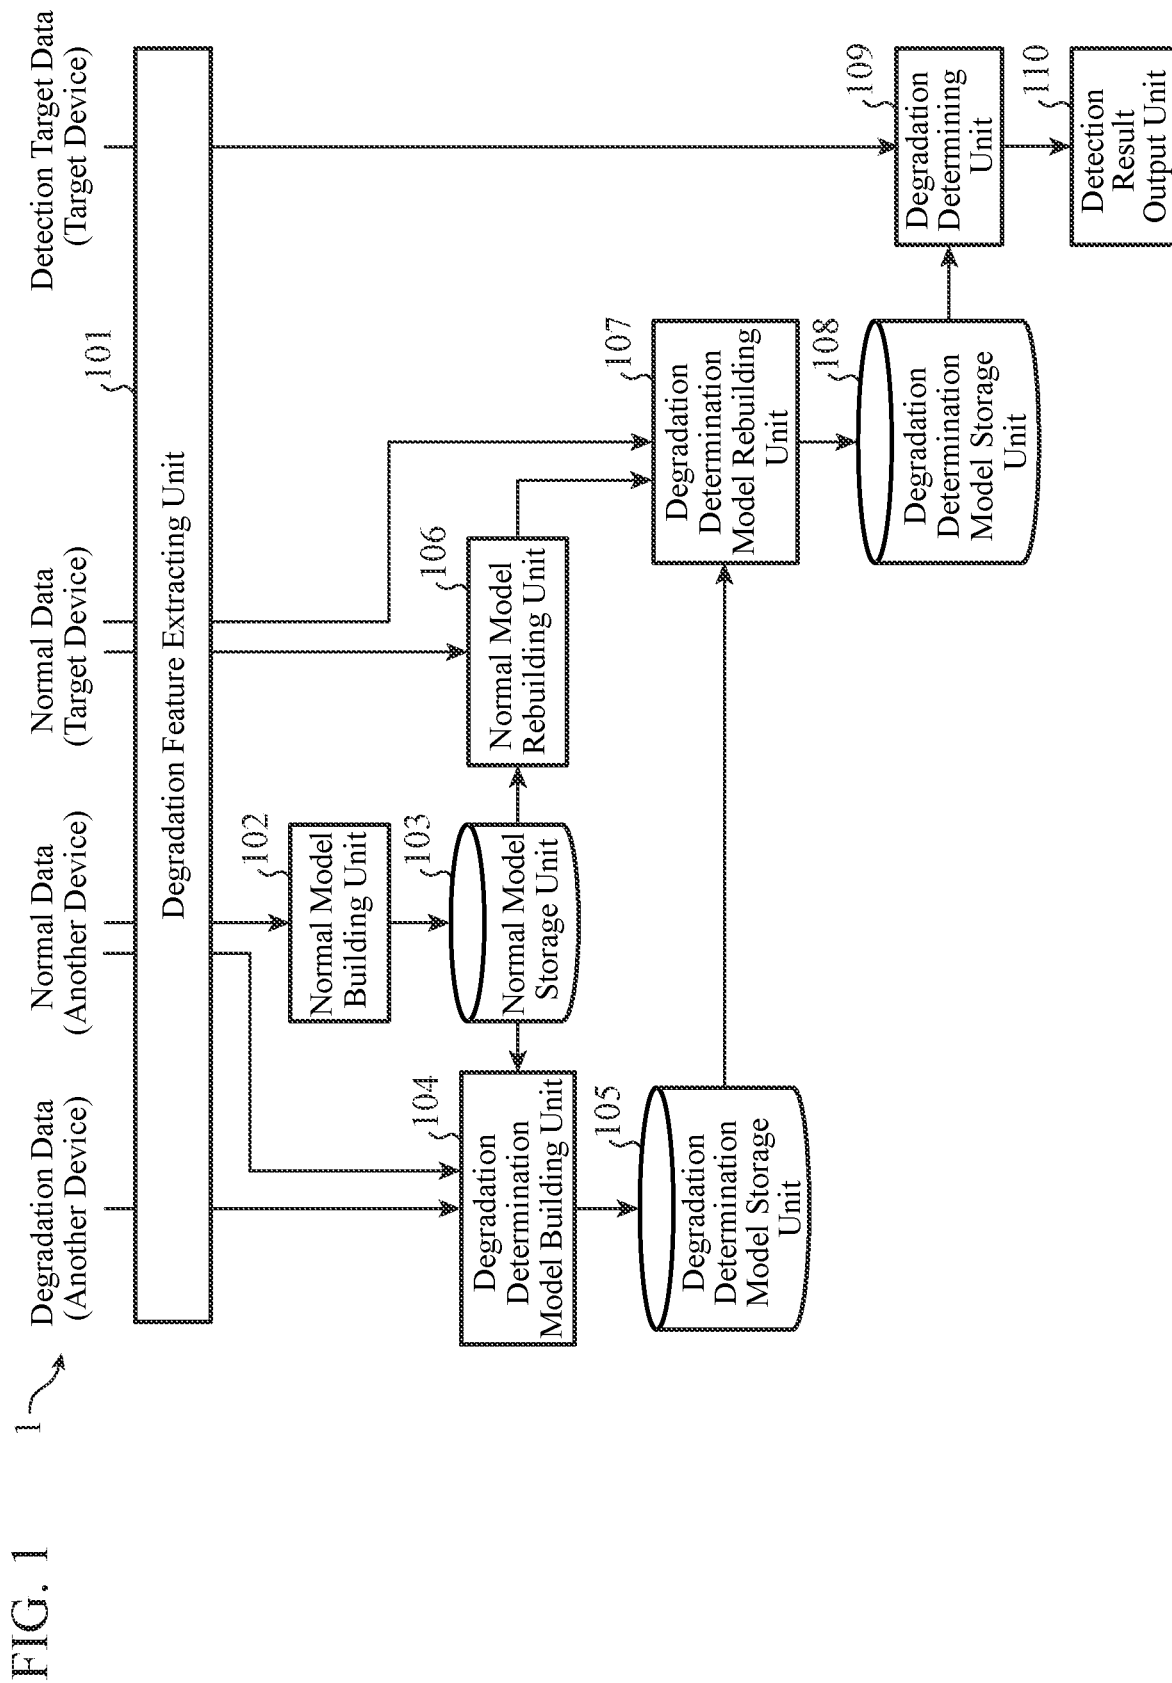 FIG. 1
1
Degradation Data
(Another Device)
Normal Data
(Another Device)
Normal Data
(Target Device)
Detection Target Data
(Target Device)
101
Degradation Feature Extracting Unit
102
Normal Model
Building Unit
103
Normal Model
Storage Unit
104
Degradation
Determination
Model Building Unit
105
Degradation
Determination
Model Storage
Unit
106
Normal Model
Rebuilding Unit
107
Degradation
Determination
Model Rebuilding
Unit
108
Degradation
Determination
Model Storage
Unit
109
Degradation
Determining
Unit
110
Detection
Result
Output Unit